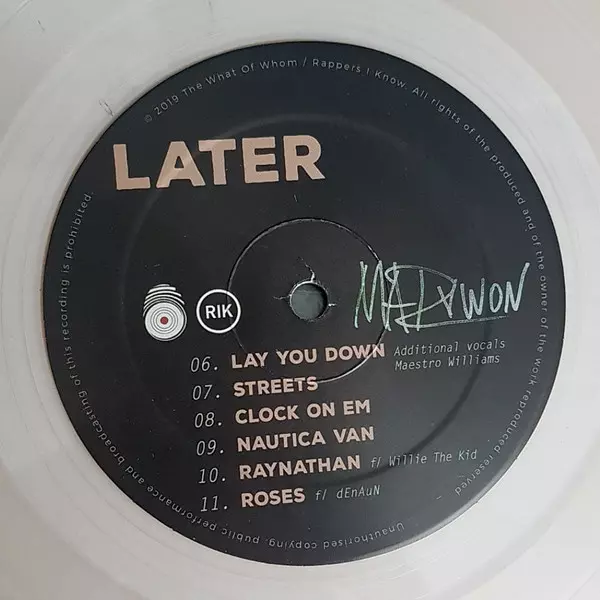 © 2019 The What Of Whom / Rappers I Know. All rights of the produced and of the owner of the work reproduced reserved
LATER
MARV WON
RIK
06. LAY YOU DOWN Additional vocals
Maestro Williams
07. STREETS
08. CLOCK ON EM
09. NAUTICA VAN
10. RAYNATHAN f/ Willie The Kid
11. ROSES f/ dEnAuN
Unauthorised copying, public performance and broadcasting of this recording is prohibited.